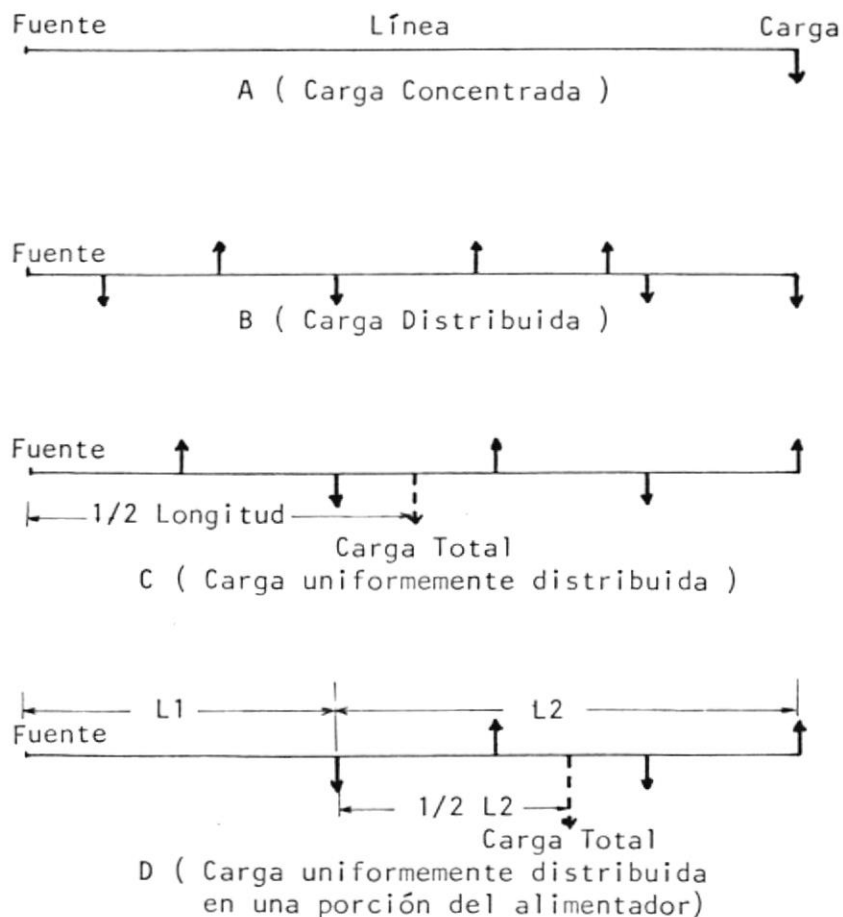 Fuente Línea Carga
A ( Carga Concentrada )
Fuente
B ( Carga Distribuida )
Fuente
1/2 Longitud
Carga Total
C ( Carga uniformemente distribuida )
L1 L2
Fuente
1/2 L2
Carga Total
D ( Carga uniformemente distribuida
en una porción del alimentador)